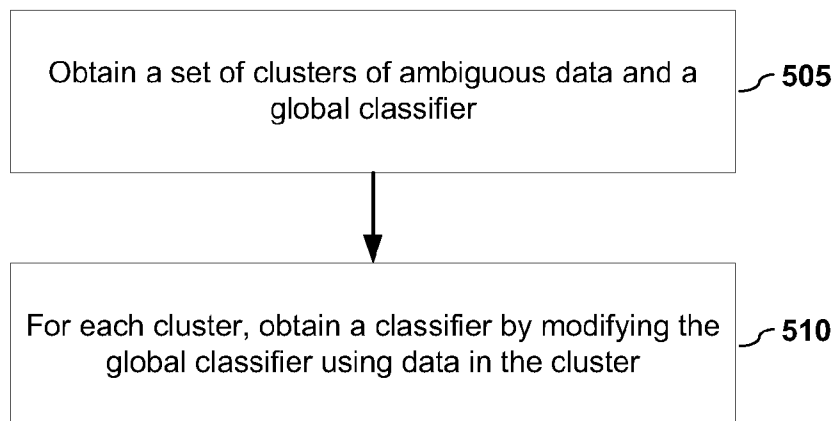 Obtain a set of clusters of ambiguous data and a
global classifier
505
For each cluster, obtain a classifier by modifying the
global classifier using data in the cluster
510